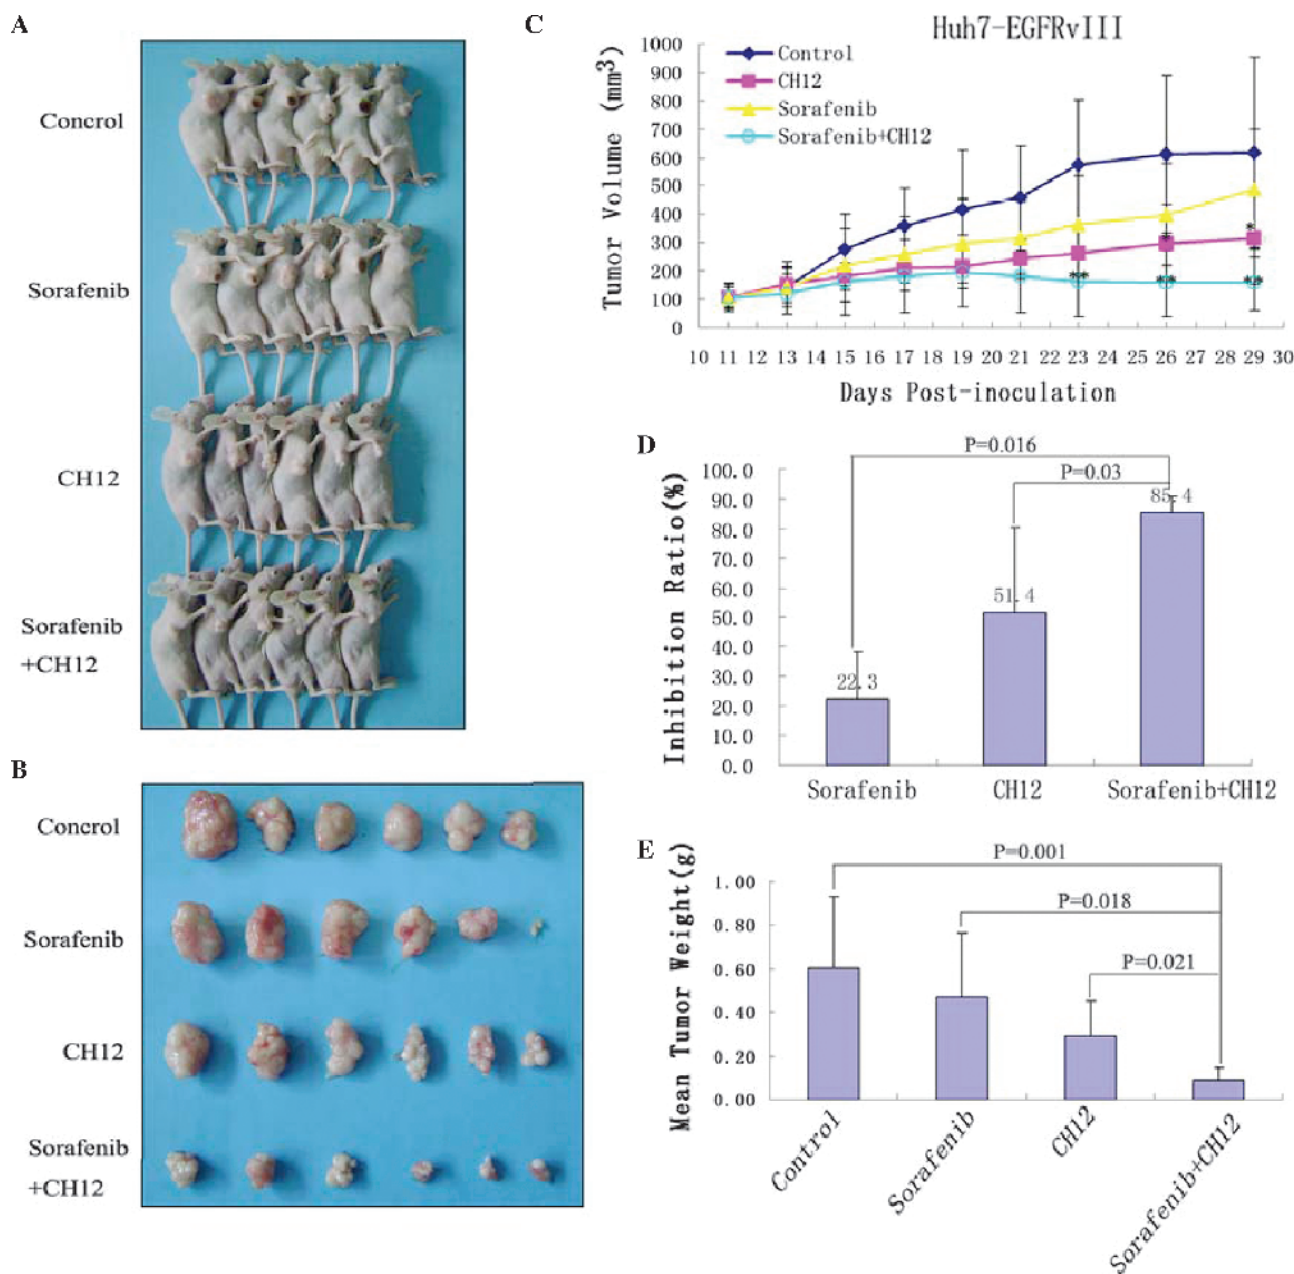 A
Concrol
Sorafenib
CH12
Sorafenib
+CH12
B
Concrol
Sorafenib
CH12
Sorafenib
+CH12
C
Huh7-EGFRvIII
Control
CH12
Sorafenib
Sorafenib+CH12
Tumor Volume (mm³)
1000
900
800
700
600
500
400
300
200
100
0
*
**
**
**
10 11 12 13 14 15 16 17 18 19 20 21 22 23 24 25 26 27 29 30
Days Post-inoculation
D
P=0.016
P=0.03
Inhibition Ratio(%)
100.0
90.0
80.0
70.0
60.0
50.0
40.0
30.0
20.0
10.0
0.0
22.3
51.4
85.4
Sorafenib CH12 Sorafenib+CH12
E
P=0.001
P=0.018
P=0.021
Mean Tumor Weight(g)
1.00
0.80
0.60
0.40
0.20
0.00
Control
Sorafenib
CH12
Sorafenib+CH12